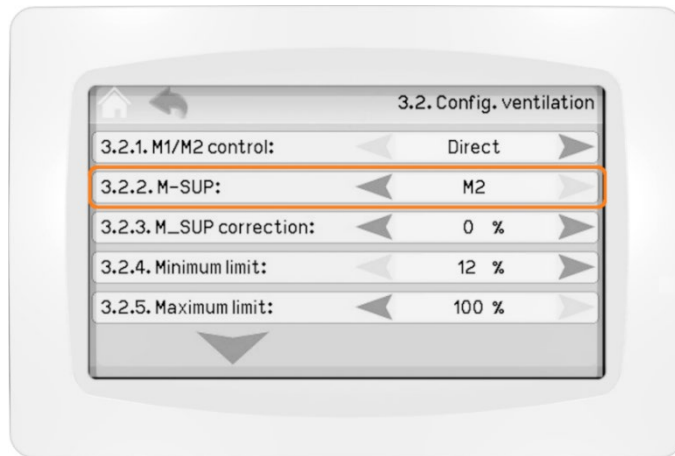 3.2. Config. ventilation
3.2.1. M1/M2 control: Direct
3.2.2. M-SUP: M2
3.2.3. M_SUP correction: 0 %
3.2.4. Minimum limit: 12 %
3.2.5. Maximum limit: 100 %